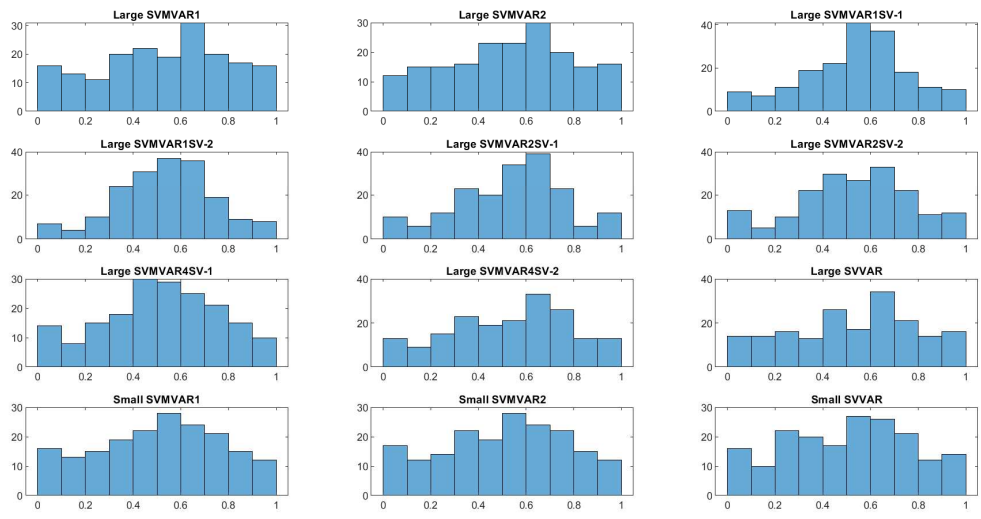 Large SVMVAR1
30
20
10
0
0 0.2 0.4 0.6 0.8 1
Large SVMVAR2
30
20
10
0
0 0.2 0.4 0.6 0.8 1
Large SVMVAR1SV-1
40
20
0
0 0.2 0.4 0.6 0.8 1
Large SVMVAR1SV-2
40
20
0
0 0.2 0.4 0.6 0.8 1
Large SVMVAR2SV-1
40
20
0
0 0.2 0.4 0.6 0.8 1
Large SVMVAR2SV-2
40
20
0
0 0.2 0.4 0.6 0.8 1
Large SVMVAR4SV-1
30
20
10
0
0 0.2 0.4 0.6 0.8 1
Large SVMVAR4SV-2
40
20
0
0 0.2 0.4 0.6 0.8 1
Large SVVAR
40
20
0
0 0.2 0.4 0.6 0.8 1
Small SVMVAR1
30
20
10
0
0 0.2 0.4 0.6 0.8 1
Small SVMVAR2
30
20
10
0
0 0.2 0.4 0.6 0.8 1
Small SVVAR
30
20
10
0
0 0.2 0.4 0.6 0.8 1